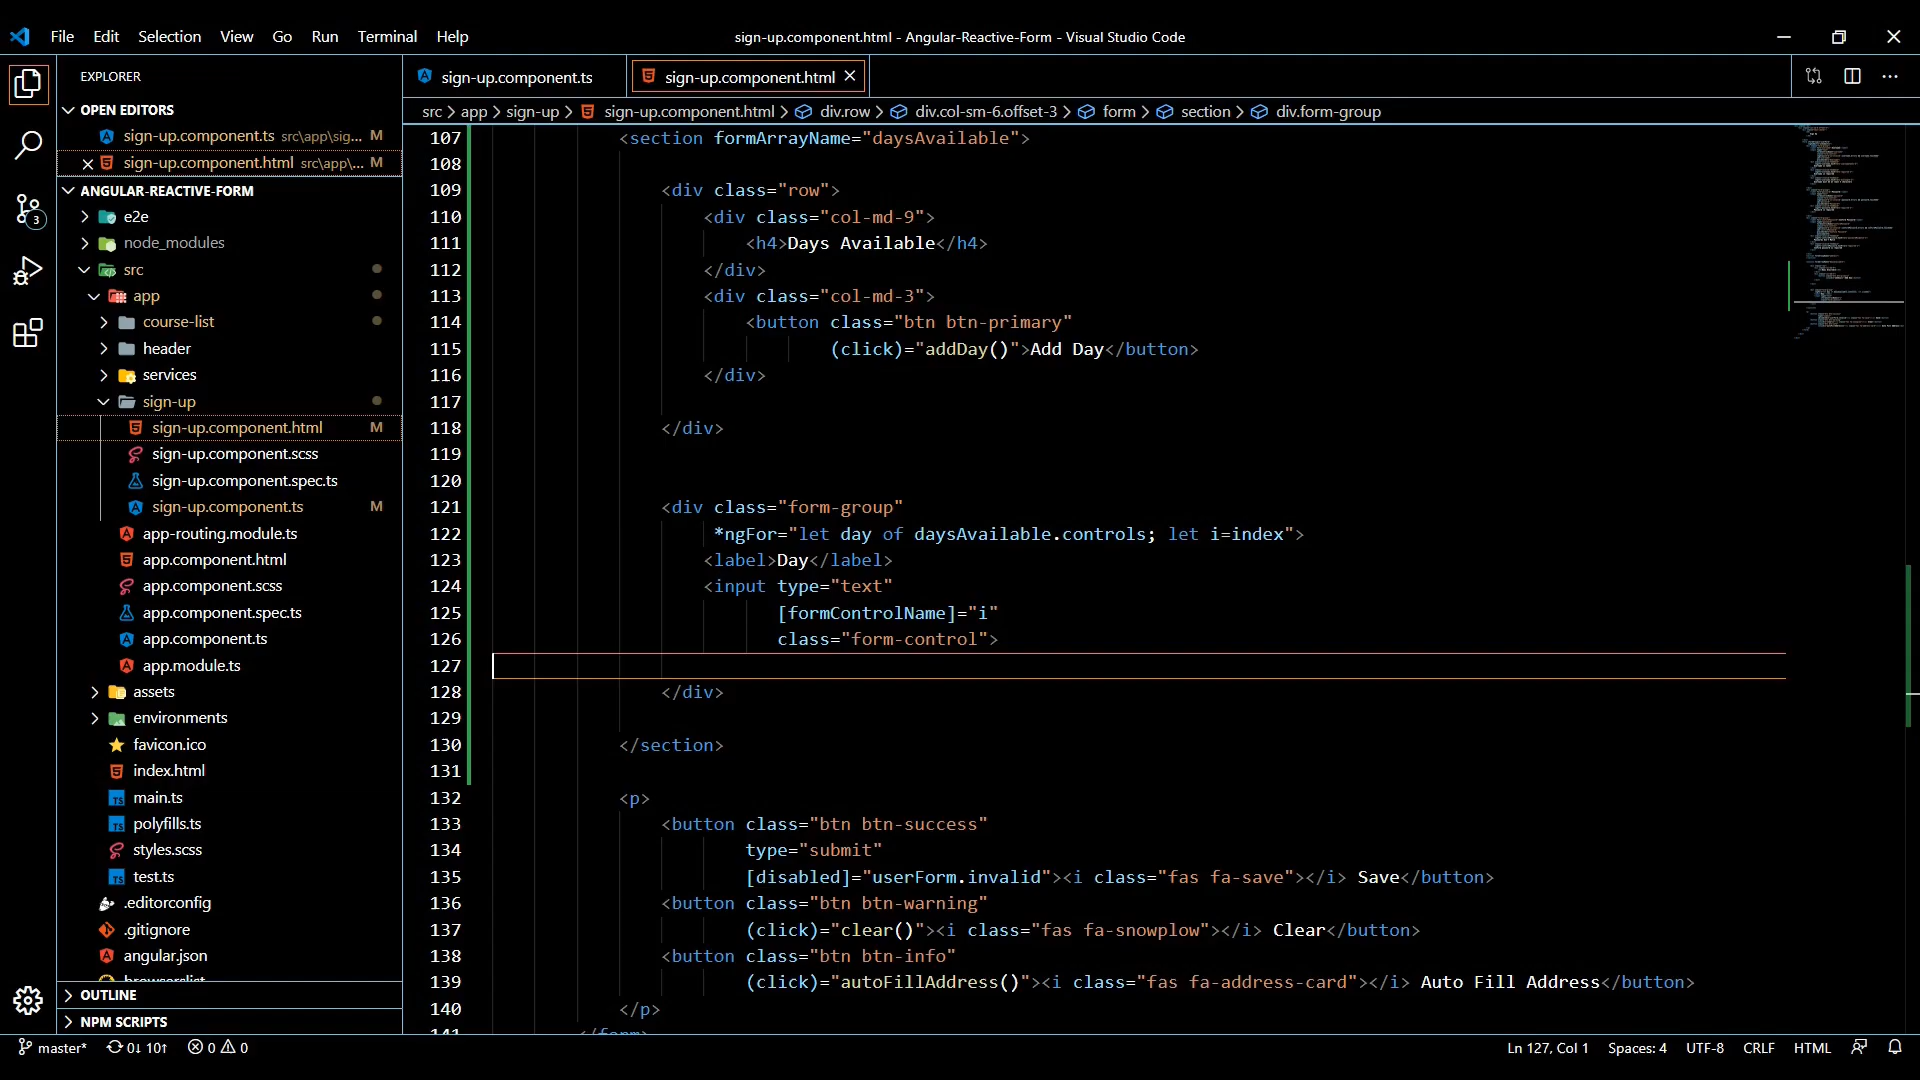 File Edit Selection View Go Run Terminal Help
sign-up.component.html - Angular-Reactive-Form - Visual Studio Code
EXPLORER
OPEN EDITORS
sign-up.component.ts src\app\sig... M
sign-up.component.html src\app\... M
ANGULAR-REACTIVE-FORM
e2e
node_modules
src
app
course-list
header
services
sign-up
sign-up.component.html M
sign-up.component.scss
sign-up.component.spec.ts
sign-up.component.ts M
app-routing.module.ts
app.component.html
app.component.scss
app.component.spec.ts
app.component.ts
app.module.ts
assets
environments
favicon.ico
index.html
main.ts
polyfills.ts
styles.scss
test.ts
.editorconfig
.gitignore
angular.json
browserslist
OUTLINE
NPM SCRIPTS
3
sign-up.component.ts
sign-up.component.html
src > app > sign-up > sign-up.component.html > div.row > div.col-sm-6.offset-3 > form > section > div.form-group
107 <section formArrayName="daysAvailable">
108
109 <div class="row">
110 <div class="col-md-9">
111 <h4>Days Available</h4>
112 </div>
113 <div class="col-md-3">
114 <button class="btn btn-primary"
115 (click)="addDay()">Add Day</button>
116 </div>
117
118 </div>
119
120
121 <div class="form-group"
122 *ngFor="let day of daysAvailable.controls; let i=index">
123 <label>Day</label>
124 <input type="text"
125 [formControlName]="i"
126 class="form-control">
127
128 </div>
129
130 </section>
131
132 <p>
133 <button class="btn btn-success"
134 type="submit"
135 [disabled]="userForm.invalid"><i class="fas fa-save"></i> Save</button>
136 <button class="btn btn-warning"
137 (click)="clear()"><i class="fas fa-snowplow"></i> Clear</button>
138 <button class="btn btn-info"
139 (click)="autoFillAddress()"><i class="fas fa-address-card"></i> Auto Fill Address</button>
140 </p>
141 </form>
master* 0↓ 10↑ 0 0
Ln 127, Col 1 Spaces: 4 UTF-8 CRLF HTML